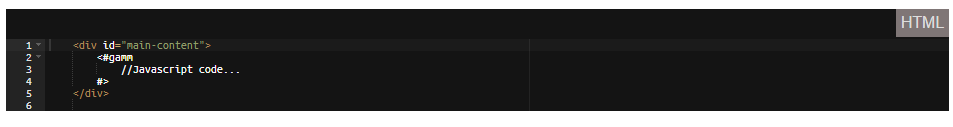 HTML
1 <div id="main-content">
2 <#gamm
3 //Javascript code...
4 #>
5 </div>
6